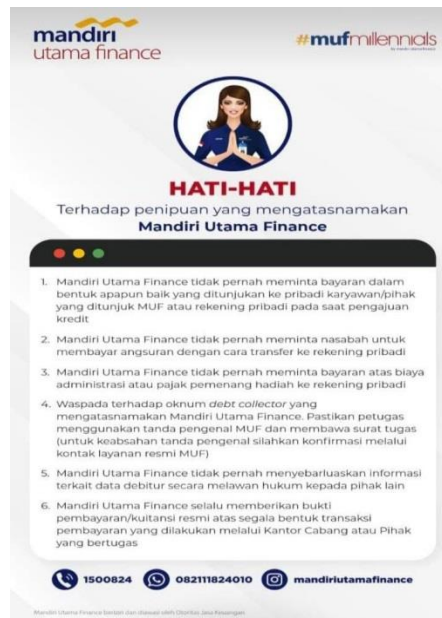 mandiri
utama finance
#mufmillennials
HATI-HATI
Terhadap penipuan yang mengatasnamakan
Mandiri Utama Finance
1. Mandiri Utama Finance tidak pernah meminta bayaran dalam
bentuk apapun baik yang ditunjukan ke pribadi karyawan/pihak
yang ditunjuk MUF atau rekening pribadi pada saat pengajuan
kredit
2. Mandiri Utama Finance tidak pernah meminta nasabah untuk
membayar angsuran dengan cara transfer ke rekening pribadi
3. Mandiri Utama Finance tidak pernah meminta bayaran atas biaya
administrasi atau pajak pemenang hadiah ke rekening pribadi
4. Waspada terhadap oknum debt collector yang
mengatasnamakan Mandiri Utama Finance. Pastikan petugas
menggunakan tanda pengenal MUF dan membawa surat tugas
(untuk keabsahan tanda pengenal silahkan konfirmasi melalui
kontak layanan resmi MUF)
5. Mandiri Utama Finance tidak pernah menyebarluaskan informasi
terkait data debitur secara melawan hukum kepada pihak lain
6. Mandiri Utama Finance selalu memberikan bukti
pembayaran/kuitansi resmi atas segala bentuk transaksi
pembayaran yang dilakukan melalui Kantor Cabang atau Pihak
yang bertugas
1500824 082111824010 mandiriutamafinance
Mandiri Utama Finance berizin dan diawasi oleh Otoritas Jasa Keuangan